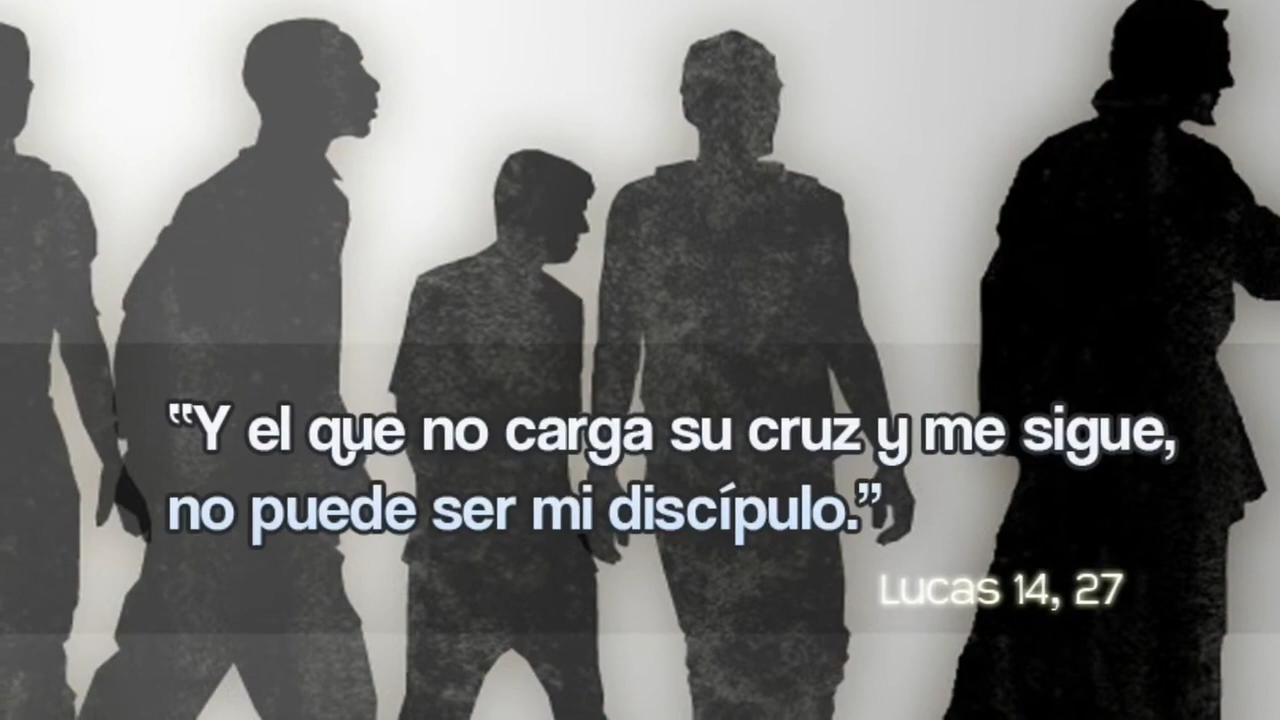 “Y el que no carga su cruz y me sigue,
no puede ser mi discípulo.”
Lucas 14, 27